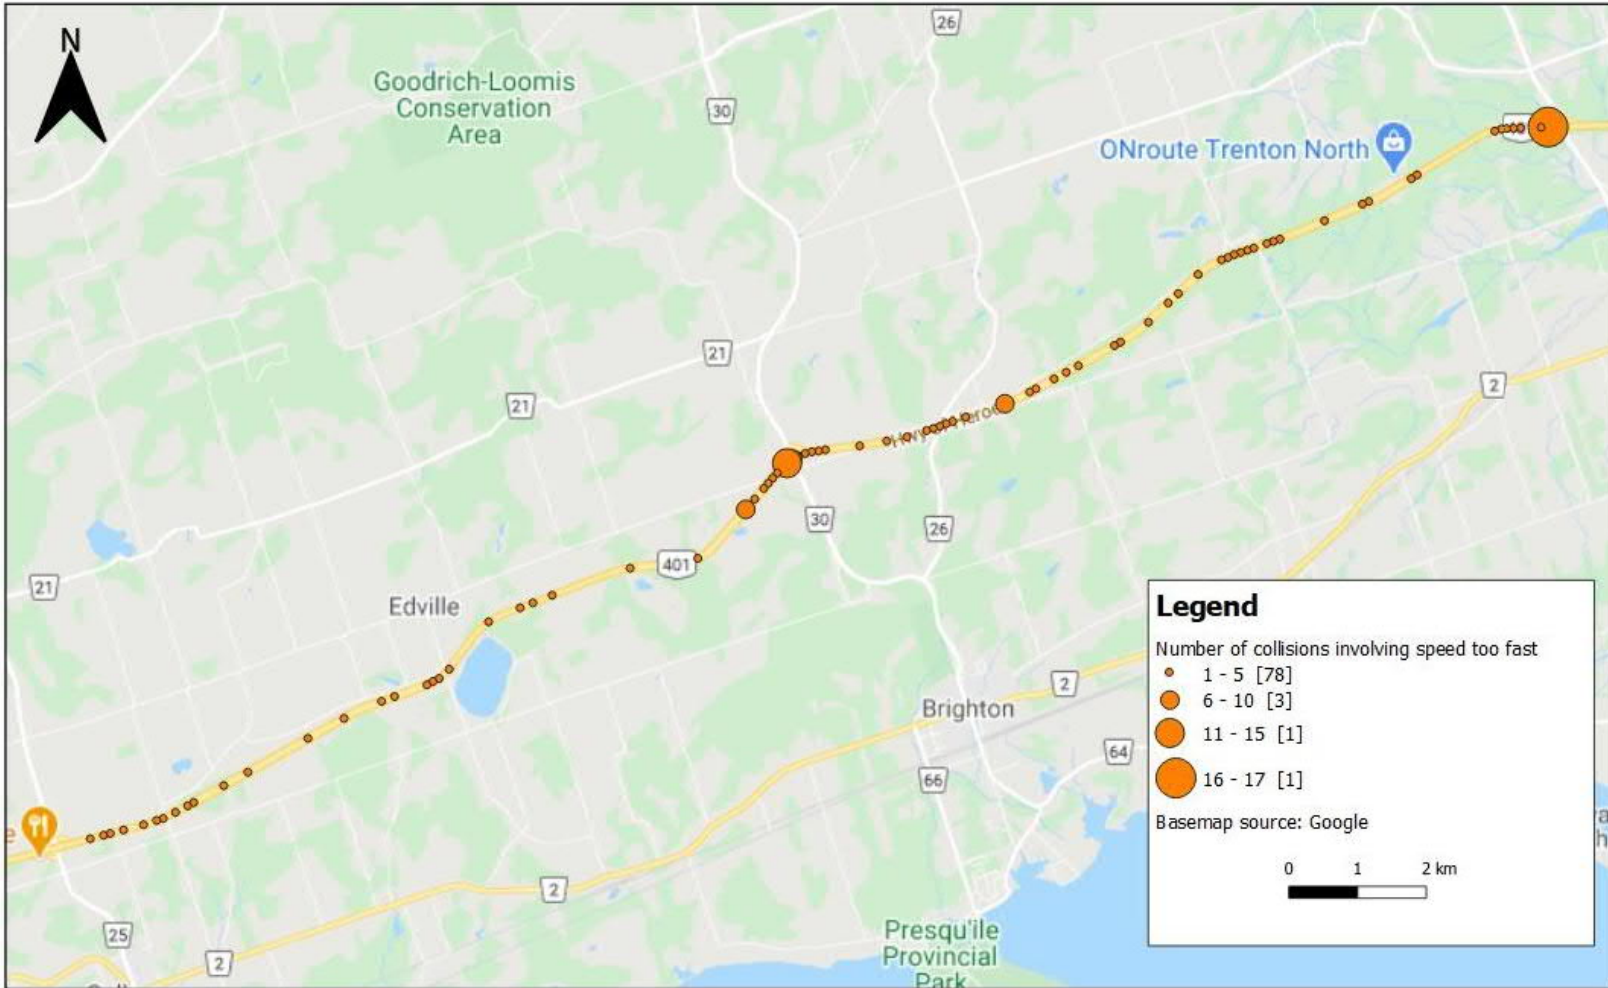 N
26
Goodrich-Loomis
Conservation
Area
30
ONroute Trenton North
21
21
2
30
26
401
21
Edville
Legend
Number of collisions involving speed too fast
1 - 5 [78]
6 - 10 [3]
11 - 15 [1]
16 - 17 [1]
Basemap source: Google
0 1 2 km
2
Brighton
64
66
2
25
2
Presqu'ile
Provincial
Park